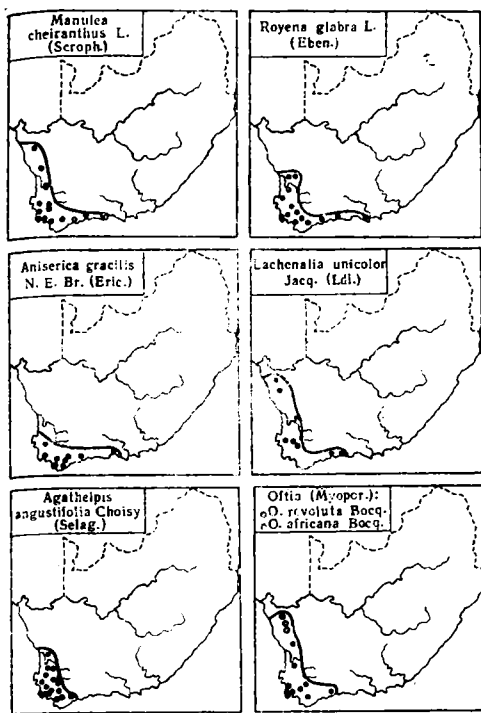 Manulea
cheiranthus L.
(Scroph.)
Royena glabra L.
(Eben.)
Aniserica gracilis
N. E. Br. (Eric.)
Lachenalia unicolor
Jacq. (Lil.)
Agathelpis
angustifolia Choisy
(Selag.)
Oftia (Myopor.):
O. revoluta Bocq.
O. africana Bocq.